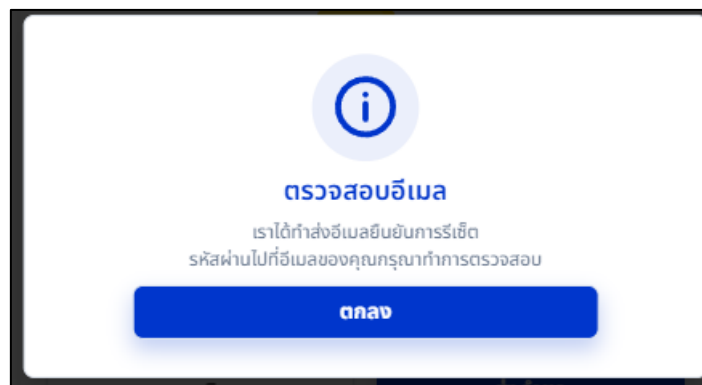 ตรวจสอบอีเมล
เราได้ทำส่งอีเมลยืนยันการรีเซ็ต
รหัสผ่านไปที่อีเมลของคุณกรุณาทำการตรวจสอบ
ตกลง